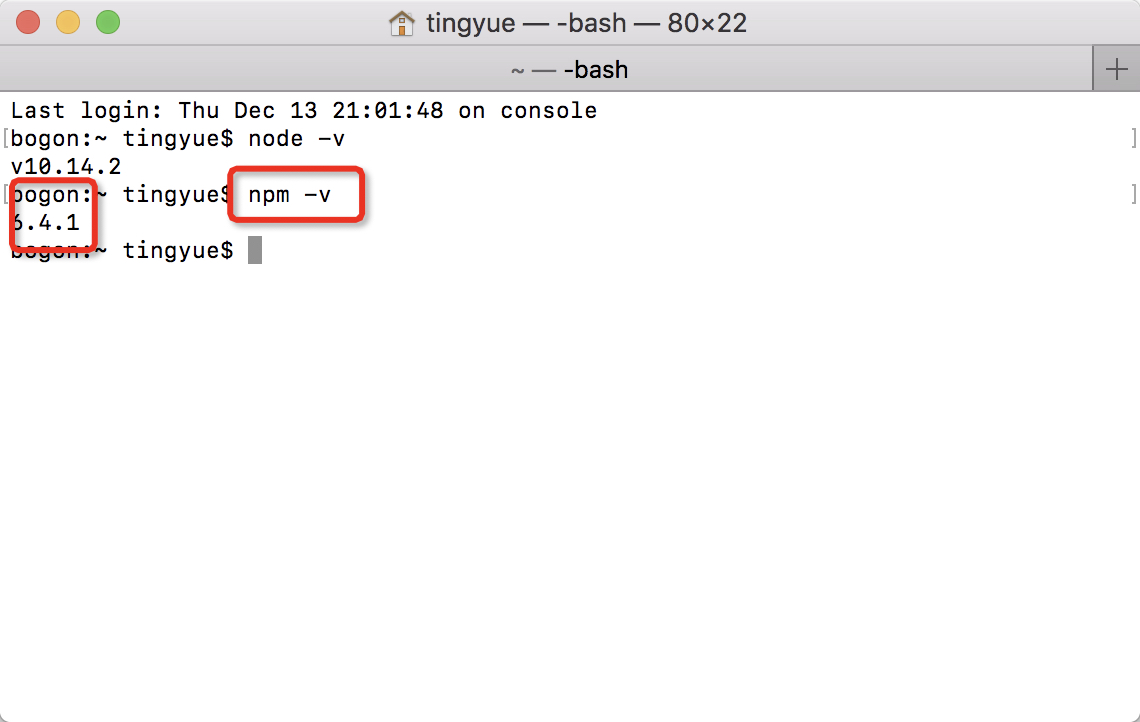 tingyue — -bash — 80×22
~ — -bash
Last login: Thu Dec 13 21:01:48 on console
[bogon:~ tingyue$ node -v ]
v10.14.2
[bogon:~ tingyue$ npm -v ]
6.4.1
bogon:~ tingyue$